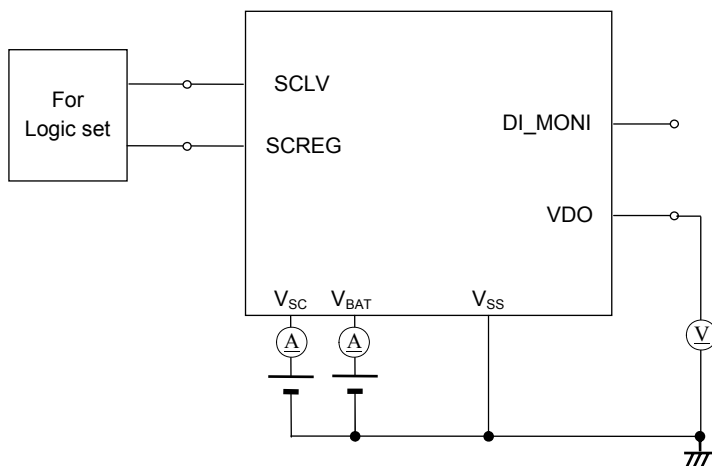 For
Logic set
SCLV
SCREG
DI_MONI
VDO
VSC
VBAT
VSS
A
A
V